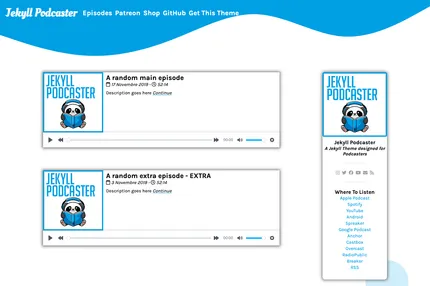 Jekyll Podcaster Episodes Patreon Shop GitHub Get This Theme
JEKYLL
PODCASTER
A random main episode
17 Novembre 2019 - 52:14
Description goes here Continue
00:00
JEKYLL
PODCASTER
A random extra episode - EXTRA
3 Novembre 2019 - 52:14
Description goes here Continue
00:00
JEKYLL
PODCASTER
Jekyll Podcaster
A Jekyll Theme designed for
Podcasters
Where To Listen
Apple Podcast
Spotify
YouTube
Android
Spreaker
Google Podcast
Anchor
Castbox
Overcast
RadioPublic
Breaker
RSS